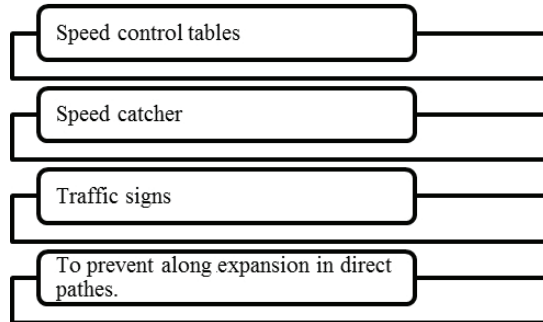 Speed control tables
Speed catcher
Traffic signs
To prevent along expansion in direct
pathes.